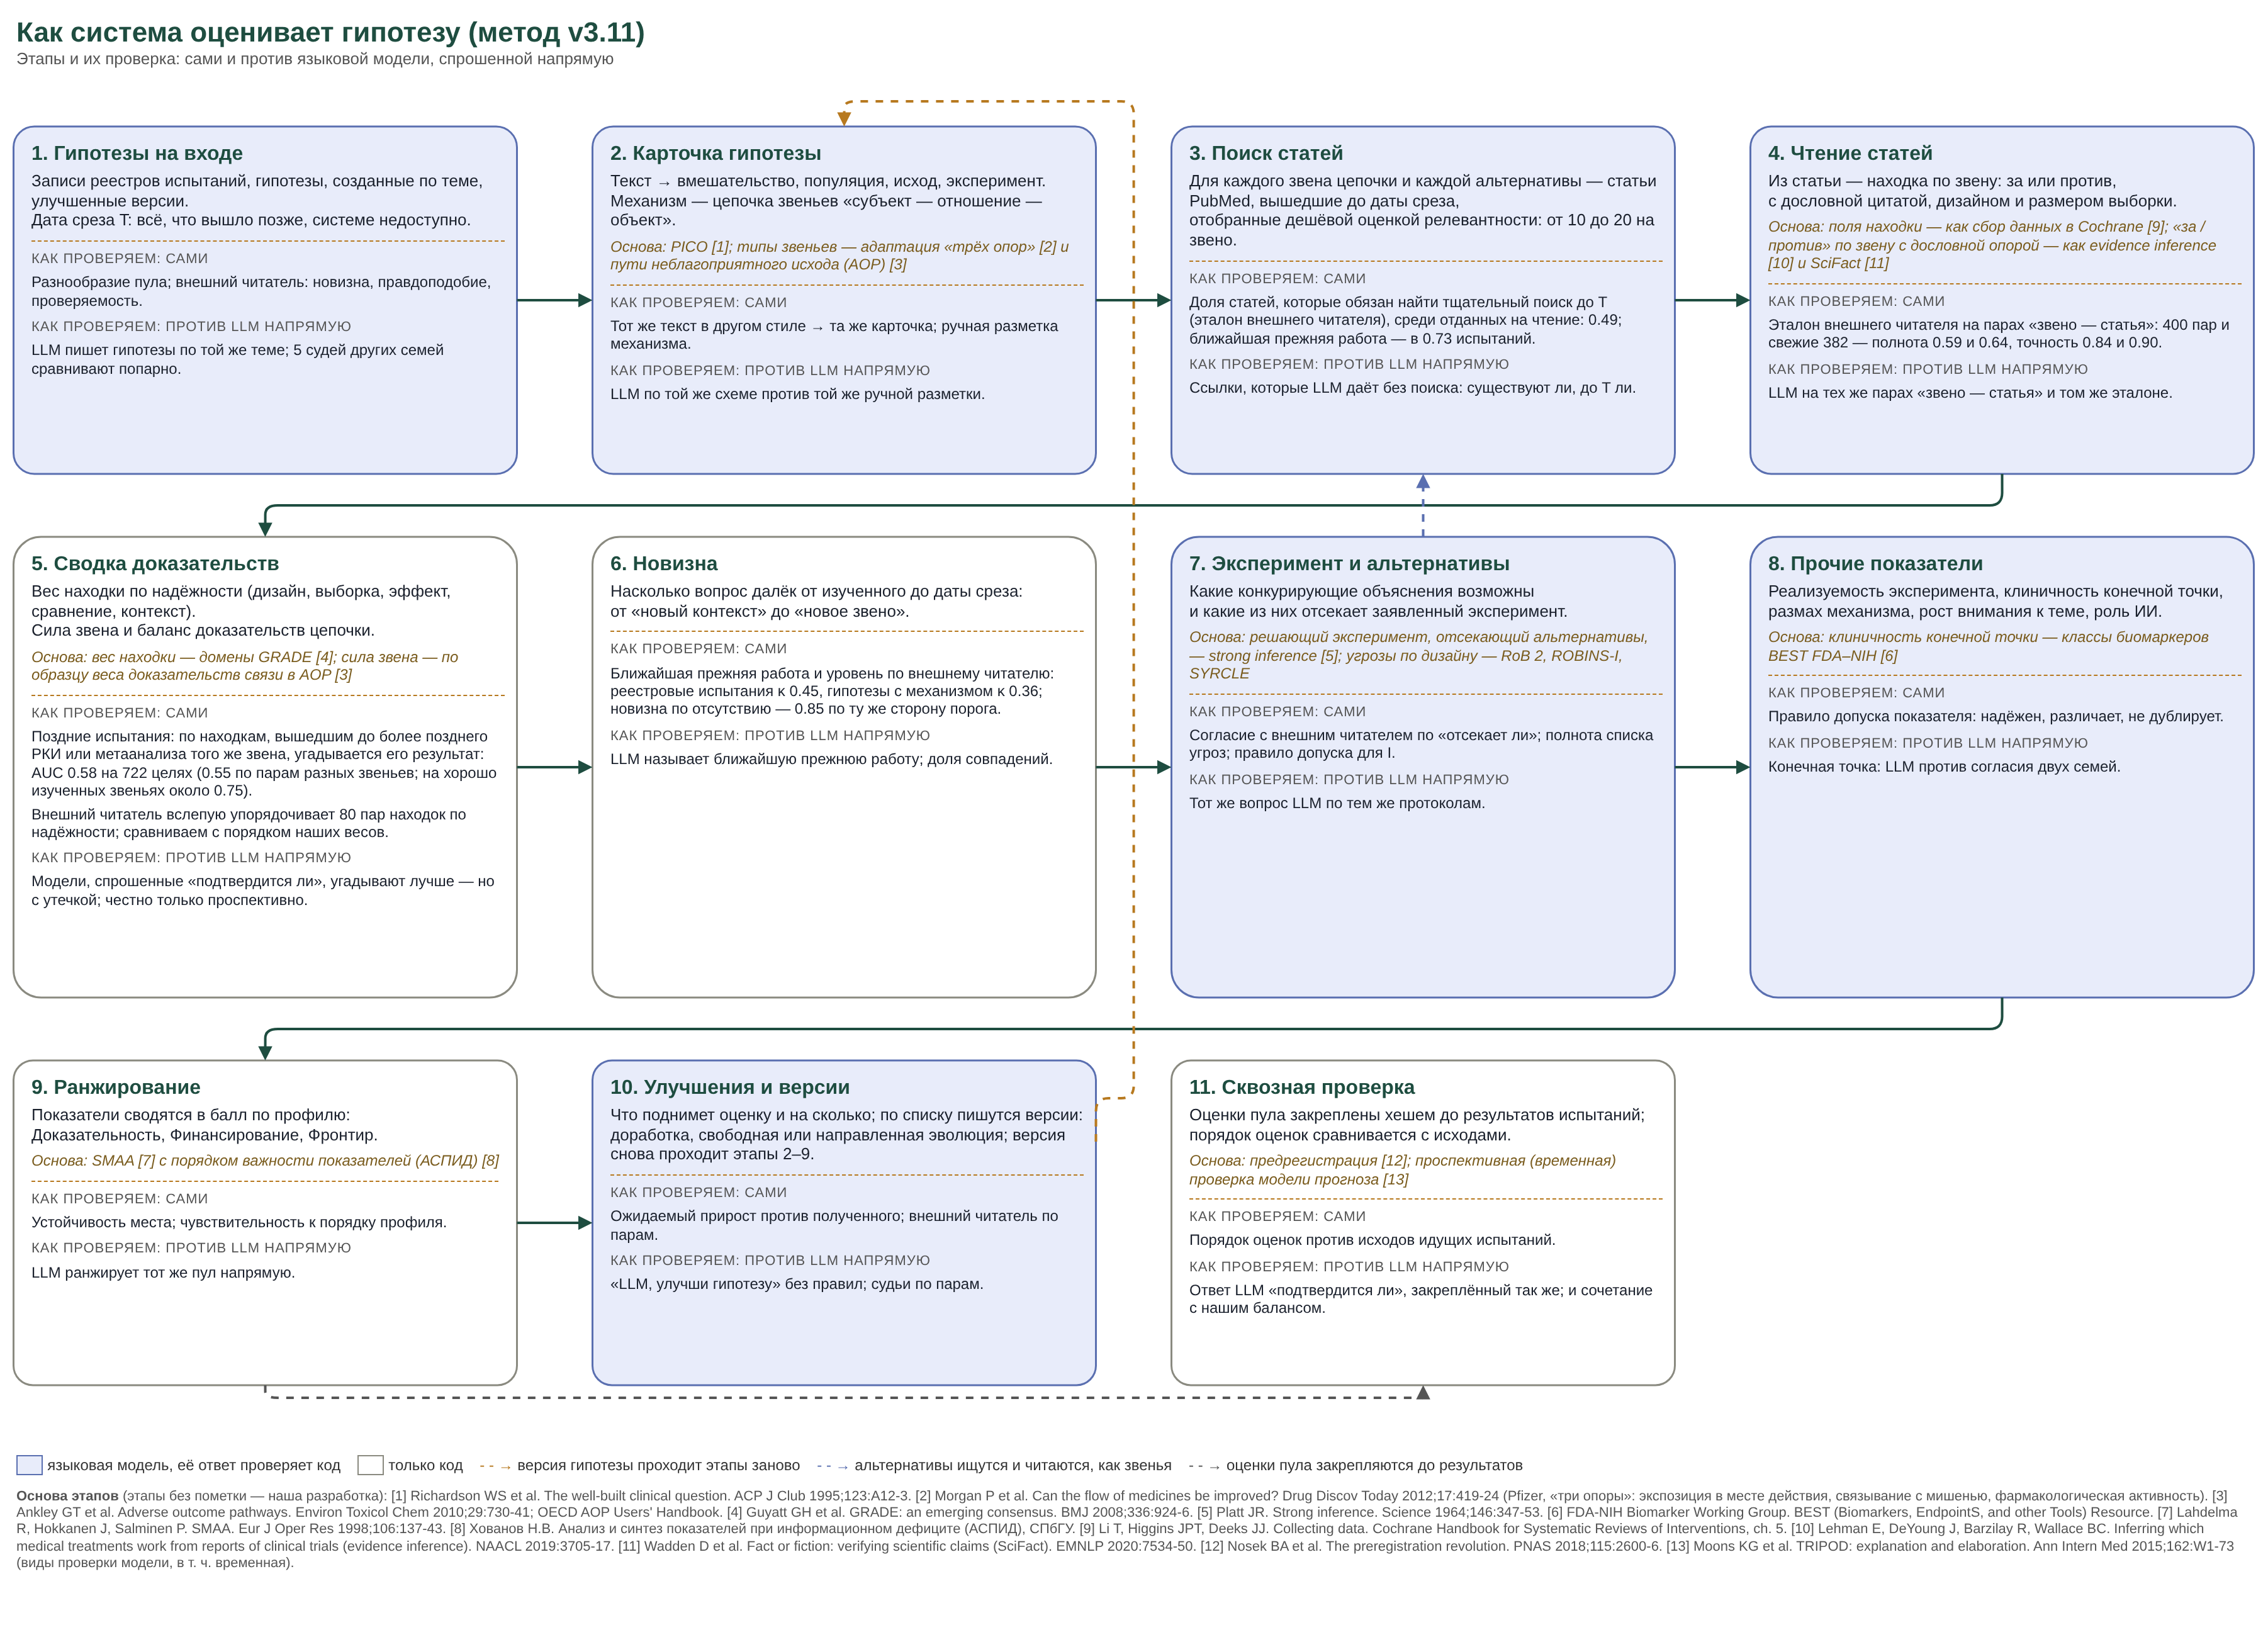 Как система оценивает гипотезу (метод v3.11)
Этапы и их проверка: сами и против языковой модели, спрошенной напрямую
1. Гипотезы на входе
Записи реестров испытаний, гипотезы, созданные по теме,
улучшенные версии.
Дата среза T: всё, что вышло позже, системе недоступно.
КАК ПРОВЕРЯЕМ: САМИ
Разнообразие пула; внешний читатель: новизна, правдоподобие,
проверяемость.
КАК ПРОВЕРЯЕМ: ПРОТИВ LLM НАПРЯМУЮ
LLM пишет гипотезы по той же теме; 5 судей других семей
сравнивают попарно.
2. Карточка гипотезы
Текст → вмешательство, популяция, исход, эксперимент.
Механизм — цепочка звеньев «субъект — отношение —
объект».
Основа: PICO [1]; типы звеньев — адаптация «трёх опор» [2] и
пути неблагоприятного исхода (AOP) [3]
КАК ПРОВЕРЯЕМ: САМИ
Тот же текст в другом стиле → та же карточка; ручная разметка
механизма.
КАК ПРОВЕРЯЕМ: ПРОТИВ LLM НАПРЯМУЮ
LLM по той же схеме против той же ручной разметки.
3. Поиск статей
Для каждого звена цепочки и каждой альтернативы — статьи
PubMed, вышедшие до даты среза,
отобранные дешёвой оценкой релевантности: от 10 до 20 на
звено.
КАК ПРОВЕРЯЕМ: САМИ
Доля статей, которые обязан найти тщательный поиск до T
(эталон внешнего читателя), среди отданных на чтение: 0.49;
ближайшая прежняя работа — в 0.73 испытаний.
КАК ПРОВЕРЯЕМ: ПРОТИВ LLM НАПРЯМУЮ
Ссылки, которые LLM даёт без поиска: существуют ли, до T ли.
4. Чтение статей
Из статьи — находка по звену: за или против,
с дословной цитатой, дизайном и размером выборки.
Основа: поля находки — как сбор данных в Cochrane [9]; «за /
против» по звену с дословной опорой — как evidence inference
[10] и SciFact [11]
КАК ПРОВЕРЯЕМ: САМИ
Эталон внешнего читателя на парах «звено — статья»: 400 пар и
свежие 382 — полнота 0.59 и 0.64, точность 0.84 и 0.90.
КАК ПРОВЕРЯЕМ: ПРОТИВ LLM НАПРЯМУЮ
LLM на тех же парах «звено — статья» и том же эталоне.
5. Сводка доказательств
Вес находки по надёжности (дизайн, выборка, эффект,
сравнение, контекст).
Сила звена и баланс доказательств цепочки.
Основа: вес находки — домены GRADE [4]; сила звена — по
образцу веса доказательств связи в AOP [3]
КАК ПРОВЕРЯЕМ: САМИ
Поздние испытания: по находкам, вышедшим до более позднего
РКИ или метаанализа того же звена, угадывается его результат:
AUC 0.58 на 722 целях (0.55 по парам разных звеньев; на хорошо
изученных звеньях около 0.75).
Внешний читатель вслепую упорядочивает 80 пар находок по
надёжности; сравниваем с порядком наших весов.
КАК ПРОВЕРЯЕМ: ПРОТИВ LLM НАПРЯМУЮ
Модели, спрошенные «подтвердится ли», угадывают лучше — но
с утечкой; честно только проспективно.
6. Новизна
Насколько вопрос далёк от изученного до даты среза:
от «новый контекст» до «новое звено».
КАК ПРОВЕРЯЕМ: САМИ
Ближайшая прежняя работа и уровень по внешнему читателю:
реестровые испытания κ 0.45, гипотезы с механизмом κ 0.36;
новизна по отсутствию — 0.85 по ту же сторону порога.
КАК ПРОВЕРЯЕМ: ПРОТИВ LLM НАПРЯМУЮ
LLM называет ближайшую прежнюю работу; доля совпадений.
7. Эксперимент и альтернативы
Какие конкурирующие объяснения возможны
и какие из них отсекает заявленный эксперимент.
Основа: решающий эксперимент, отсекающий альтернативы,
— strong inference [5]; угрозы по дизайну — RoB 2, ROBINS-I,
SYRCLE
КАК ПРОВЕРЯЕМ: САМИ
Согласие с внешним читателем по «отсекает ли»; полнота списка
угроз; правило допуска для I.
КАК ПРОВЕРЯЕМ: ПРОТИВ LLM НАПРЯМУЮ
Тот же вопрос LLM по тем же протоколам.
8. Прочие показатели
Реализуемость эксперимента, клиничность конечной точки,
размах механизма, рост внимания к теме, роль ИИ.
Основа: клиничность конечной точки — классы биомаркеров
BEST FDA–NIH [6]
КАК ПРОВЕРЯЕМ: САМИ
Правило допуска показателя: надёжен, различает, не дублирует.
КАК ПРОВЕРЯЕМ: ПРОТИВ LLM НАПРЯМУЮ
Конечная точка: LLM против согласия двух семей.
9. Ранжирование
Показатели сводятся в балл по профилю:
Доказательность, Финансирование, Фронтир.
Основа: SMAA [7] с порядком важности показателей (АСПИД) [8]
КАК ПРОВЕРЯЕМ: САМИ
Устойчивость места; чувствительность к порядку профиля.
КАК ПРОВЕРЯЕМ: ПРОТИВ LLM НАПРЯМУЮ
LLM ранжирует тот же пул напрямую.
10. Улучшения и версии
Что поднимет оценку и на сколько; по списку пишутся версии:
доработка, свободная или направленная эволюция; версия
снова проходит этапы 2–9.
КАК ПРОВЕРЯЕМ: САМИ
Ожидаемый прирост против полученного; внешний читатель по
парам.
КАК ПРОВЕРЯЕМ: ПРОТИВ LLM НАПРЯМУЮ
«LLM, улучши гипотезу» без правил; судьи по парам.
11. Сквозная проверка
Оценки пула закреплены хешем до результатов испытаний;
порядок оценок сравнивается с исходами.
Основа: предрегистрация [12]; проспективная (временная)
проверка модели прогноза [13]
КАК ПРОВЕРЯЕМ: САМИ
Порядок оценок против исходов идущих испытаний.
КАК ПРОВЕРЯЕМ: ПРОТИВ LLM НАПРЯМУЮ
Ответ LLM «подтвердится ли», закреплённый так же; и сочетание
с нашим балансом.
языковая модель, её ответ проверяет код только код - - → версия гипотезы проходит этапы заново - - → альтернативы ищутся и читаются, как звенья - - → оценки пула закрепляются до результатов
Основа этапов (этапы без пометки — наша разработка): [1] Richardson WS et al. The well-built clinical question. ACP J Club 1995;123:A12-3. [2] Morgan P et al. Can the flow of medicines be improved? Drug Discov Today 2012;17:419-24 (Pfizer, «три опоры»: экспозиция в месте действия, связывание с мишенью, фармакологическая активность). [3]
Ankley GT et al. Adverse outcome pathways. Environ Toxicol Chem 2010;29:730-41; OECD AOP Users' Handbook. [4] Guyatt GH et al. GRADE: an emerging consensus. BMJ 2008;336:924-6. [5] Platt JR. Strong inference. Science 1964;146:347-53. [6] FDA-NIH Biomarker Working Group. BEST (Biomarkers, EndpointS, and other Tools) Resource. [7] Lahdelma
R, Hokkanen J, Salminen P. SMAA. Eur J Oper Res 1998;106:137-43. [8] Хованов Н.В. Анализ и синтез показателей при информационном дефиците (АСПИД), СПбГУ. [9] Li T, Higgins JPT, Deeks JJ. Collecting data. Cochrane Handbook for Systematic Reviews of Interventions, ch. 5. [10] Lehman E, DeYoung J, Barzilay R, Wallace BC. Inferring which
medical treatments work from reports of clinical trials (evidence inference). NAACL 2019:3705-17. [11] Wadden D et al. Fact or fiction: verifying scientific claims (SciFact). EMNLP 2020:7534-50. [12] Nosek BA et al. The preregistration revolution. PNAS 2018;115:2600-6. [13] Moons KG et al. TRIPOD: explanation and elaboration. Ann Intern Med 2015;162:W1-73
(виды проверки модели, в т. ч. временная).